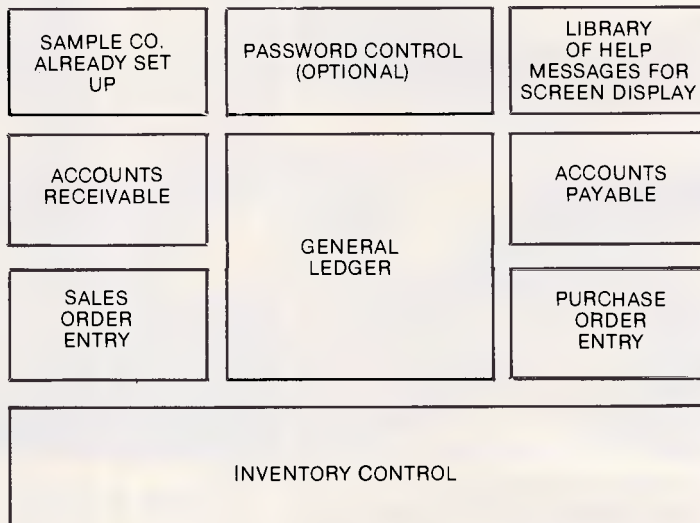 SAMPLE CO.
ALREADY SET
UP
PASSWORD CONTROL
(OPTIONAL)
LIBRARY
OF HELP
MESSAGES FOR
SCREEN DISPLAY
ACCOUNTS
RECEIVABLE
GENERAL
LEDGER
ACCOUNTS
PAYABLE
SALES
ORDER
ENTRY
PURCHASE
ORDER
ENTRY
INVENTORY CONTROL